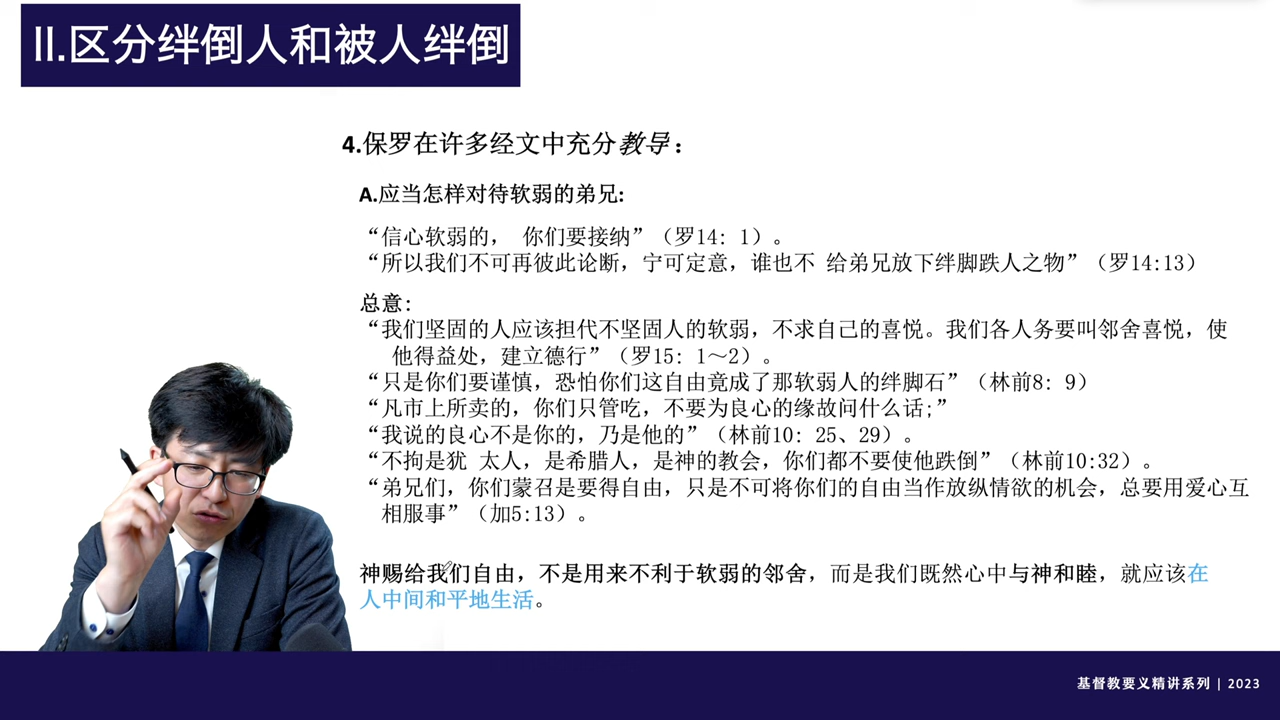 II.区分绊倒人和被人绊倒
4.保罗在许多经文中充分教导：
A.应当怎样对待软弱的弟兄:
“信心软弱的， 你们要接纳”（罗14: 1）。
“所以我们不可再彼此论断，宁可定意，谁也不 给弟兄放下绊脚跌人之物”（罗14:13）
总意:
“我们坚固的人应该担代不坚固人的软弱，不求自己的喜悦。我们各人务要叫邻舍喜悦，使
他得益处，建立德行”（罗15: 1～2）。
“只是你们要谨慎，恐怕你们这自由竟成了那软弱人的绊脚石”（林前8: 9）
“凡市上所卖的，你们只管吃，不要为良心的缘故问什么话;”
“我说的良心不是你的，乃是他的”（林前10: 25、29）。
“不拘是犹 太人，是希腊人，是神的教会，你们都不要使他跌倒”（林前10:32）。
“弟兄们，你们蒙召是要得自由，只是不可将你们的自由当作放纵情欲的机会，总要用爱心互
相服事”（加5:13）。
神赐给我们自由，不是用来不利于软弱的邻舍，而是我们既然心中与神和睦，就应该在
人中间和平地生活。
基督教要义精讲系列 | 2023